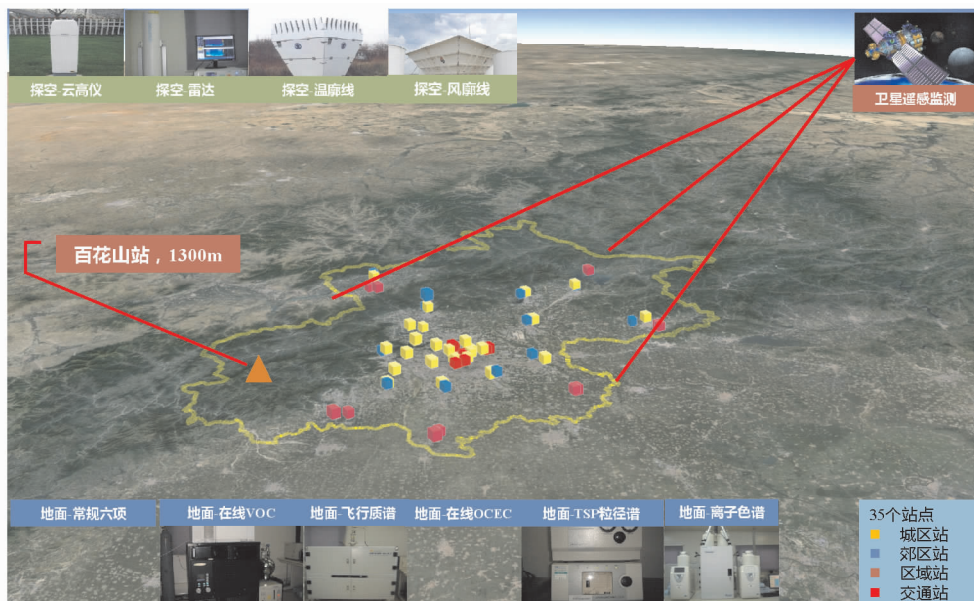 探空-云高仪
探空-雷达
探空-温廓线
探空-风廓线
卫星遥感监测
百花山站，1300m
地面-常规六项
地面-在线VOC
地面-飞行质谱
地面-在线OCEC
地面-TSP粒径谱
地面-离子色谱
35个站点
城区站
郊区站
区域站
交通站